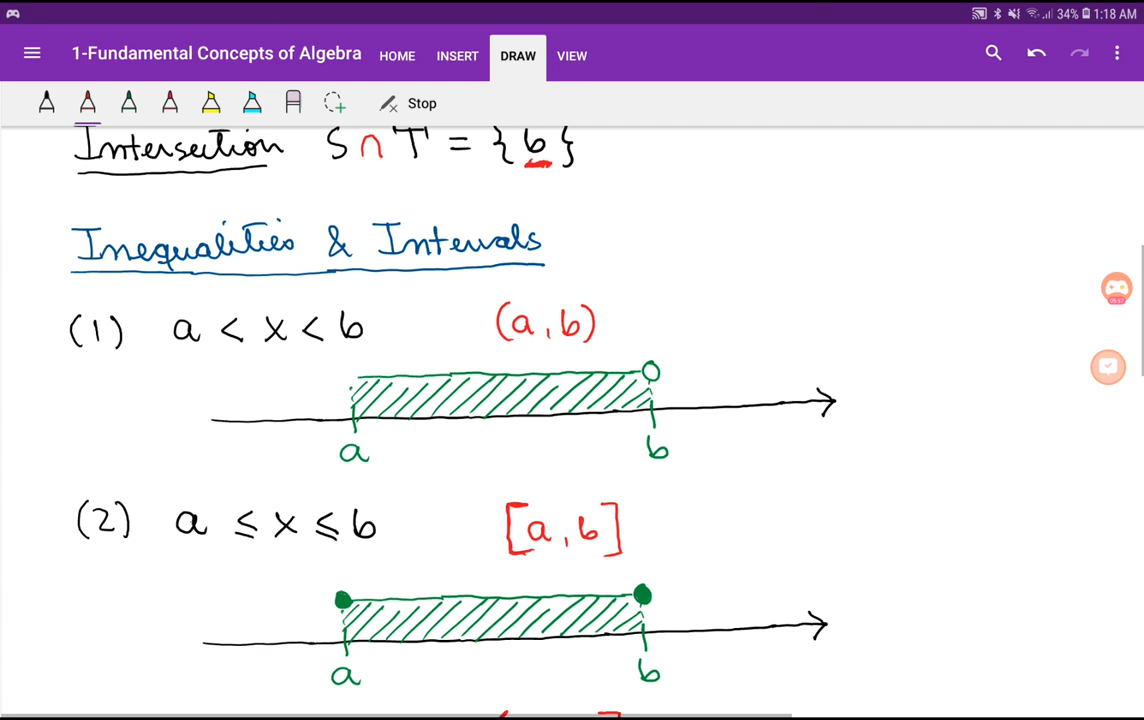 34% 1:18 AM
1-Fundamental Concepts of Algebra HOME INSERT DRAW VIEW
Stop
Intersection S ∩ T = {b}
Inequalities & Intervals
(1) a < x < b (a, b)
a b
(2) a ≤ x ≤ b [a, b]
a b